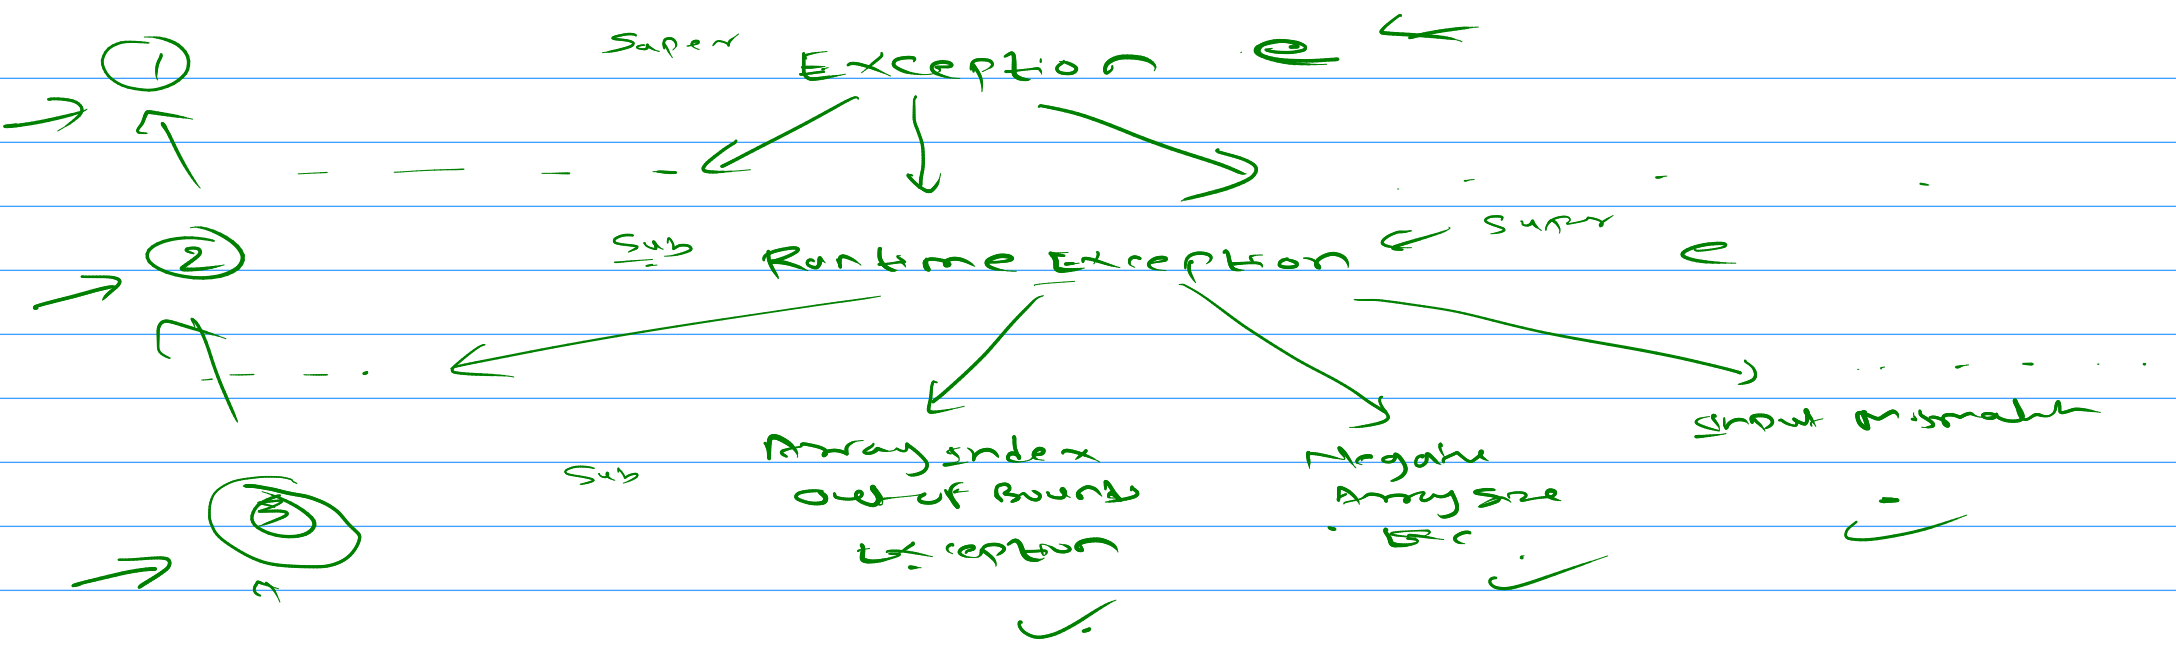 1
Super Exception e
2
Sub Runtime Exception Super e
Input Mismatch
Array Index Negative
Sub
Out of Bounds Array Size
3
Exception Exc